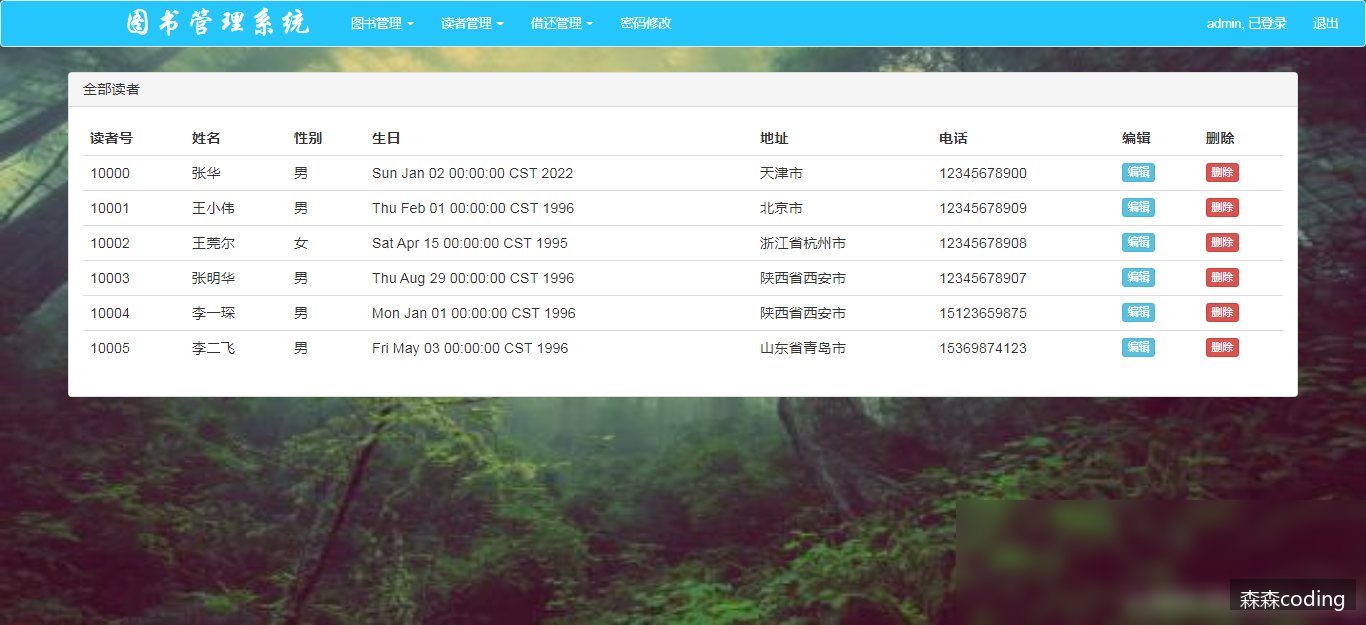 图书管理系统 图书管理 读者管理 借还管理 密码修改 admin, 已登录 退出
全部读者
读者号 姓名 性别 生日 地址 电话 编辑 删除
10000 张华 男 Sun Jan 02 00:00:00 CST 2022 天津市 12345678900 编辑 删除
10001 王小伟 男 Thu Feb 01 00:00:00 CST 1996 北京市 12345678909 编辑 删除
10002 王莞尔 女 Sat Apr 15 00:00:00 CST 1995 浙江省杭州市 12345678908 编辑 删除
10003 张明华 男 Thu Aug 29 00:00:00 CST 1996 陕西省西安市 12345678907 编辑 删除
10004 李一琛 男 Mon Jan 01 00:00:00 CST 1996 陕西省西安市 15123659875 编辑 删除
10005 李二飞 男 Fri May 03 00:00:00 CST 1996 山东省青岛市 15369874123 编辑 删除
森森coding